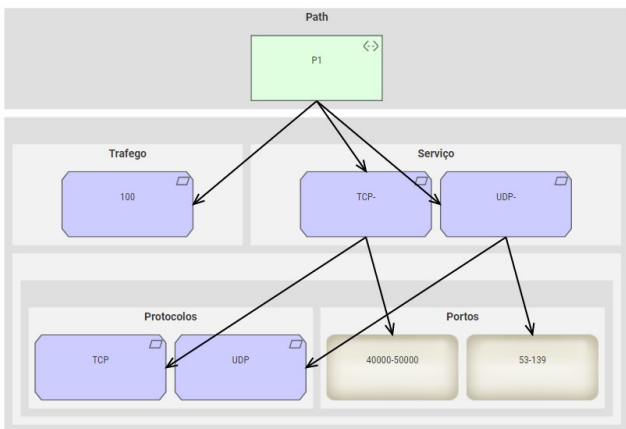 Path
P1
Trafego
Serviço
100
TCP-
UDP-
Protocolos
Portos
TCP
UDP
40000-50000
53-139